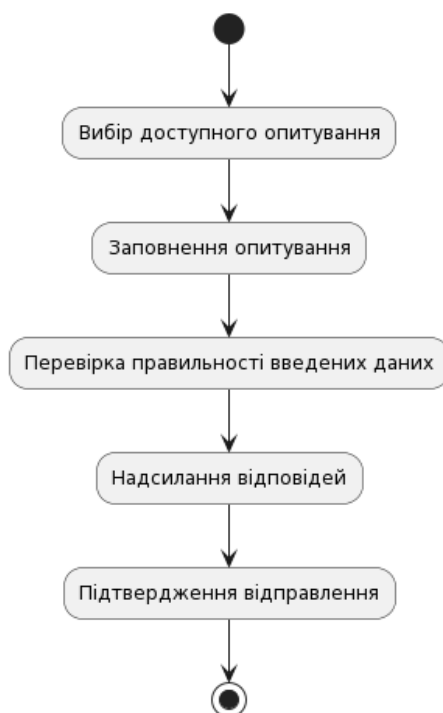 Вибір доступного опитування
Заповнення опитування
Перевірка правильності введених даних
Надсилання відповідей
Підтвердження відправлення